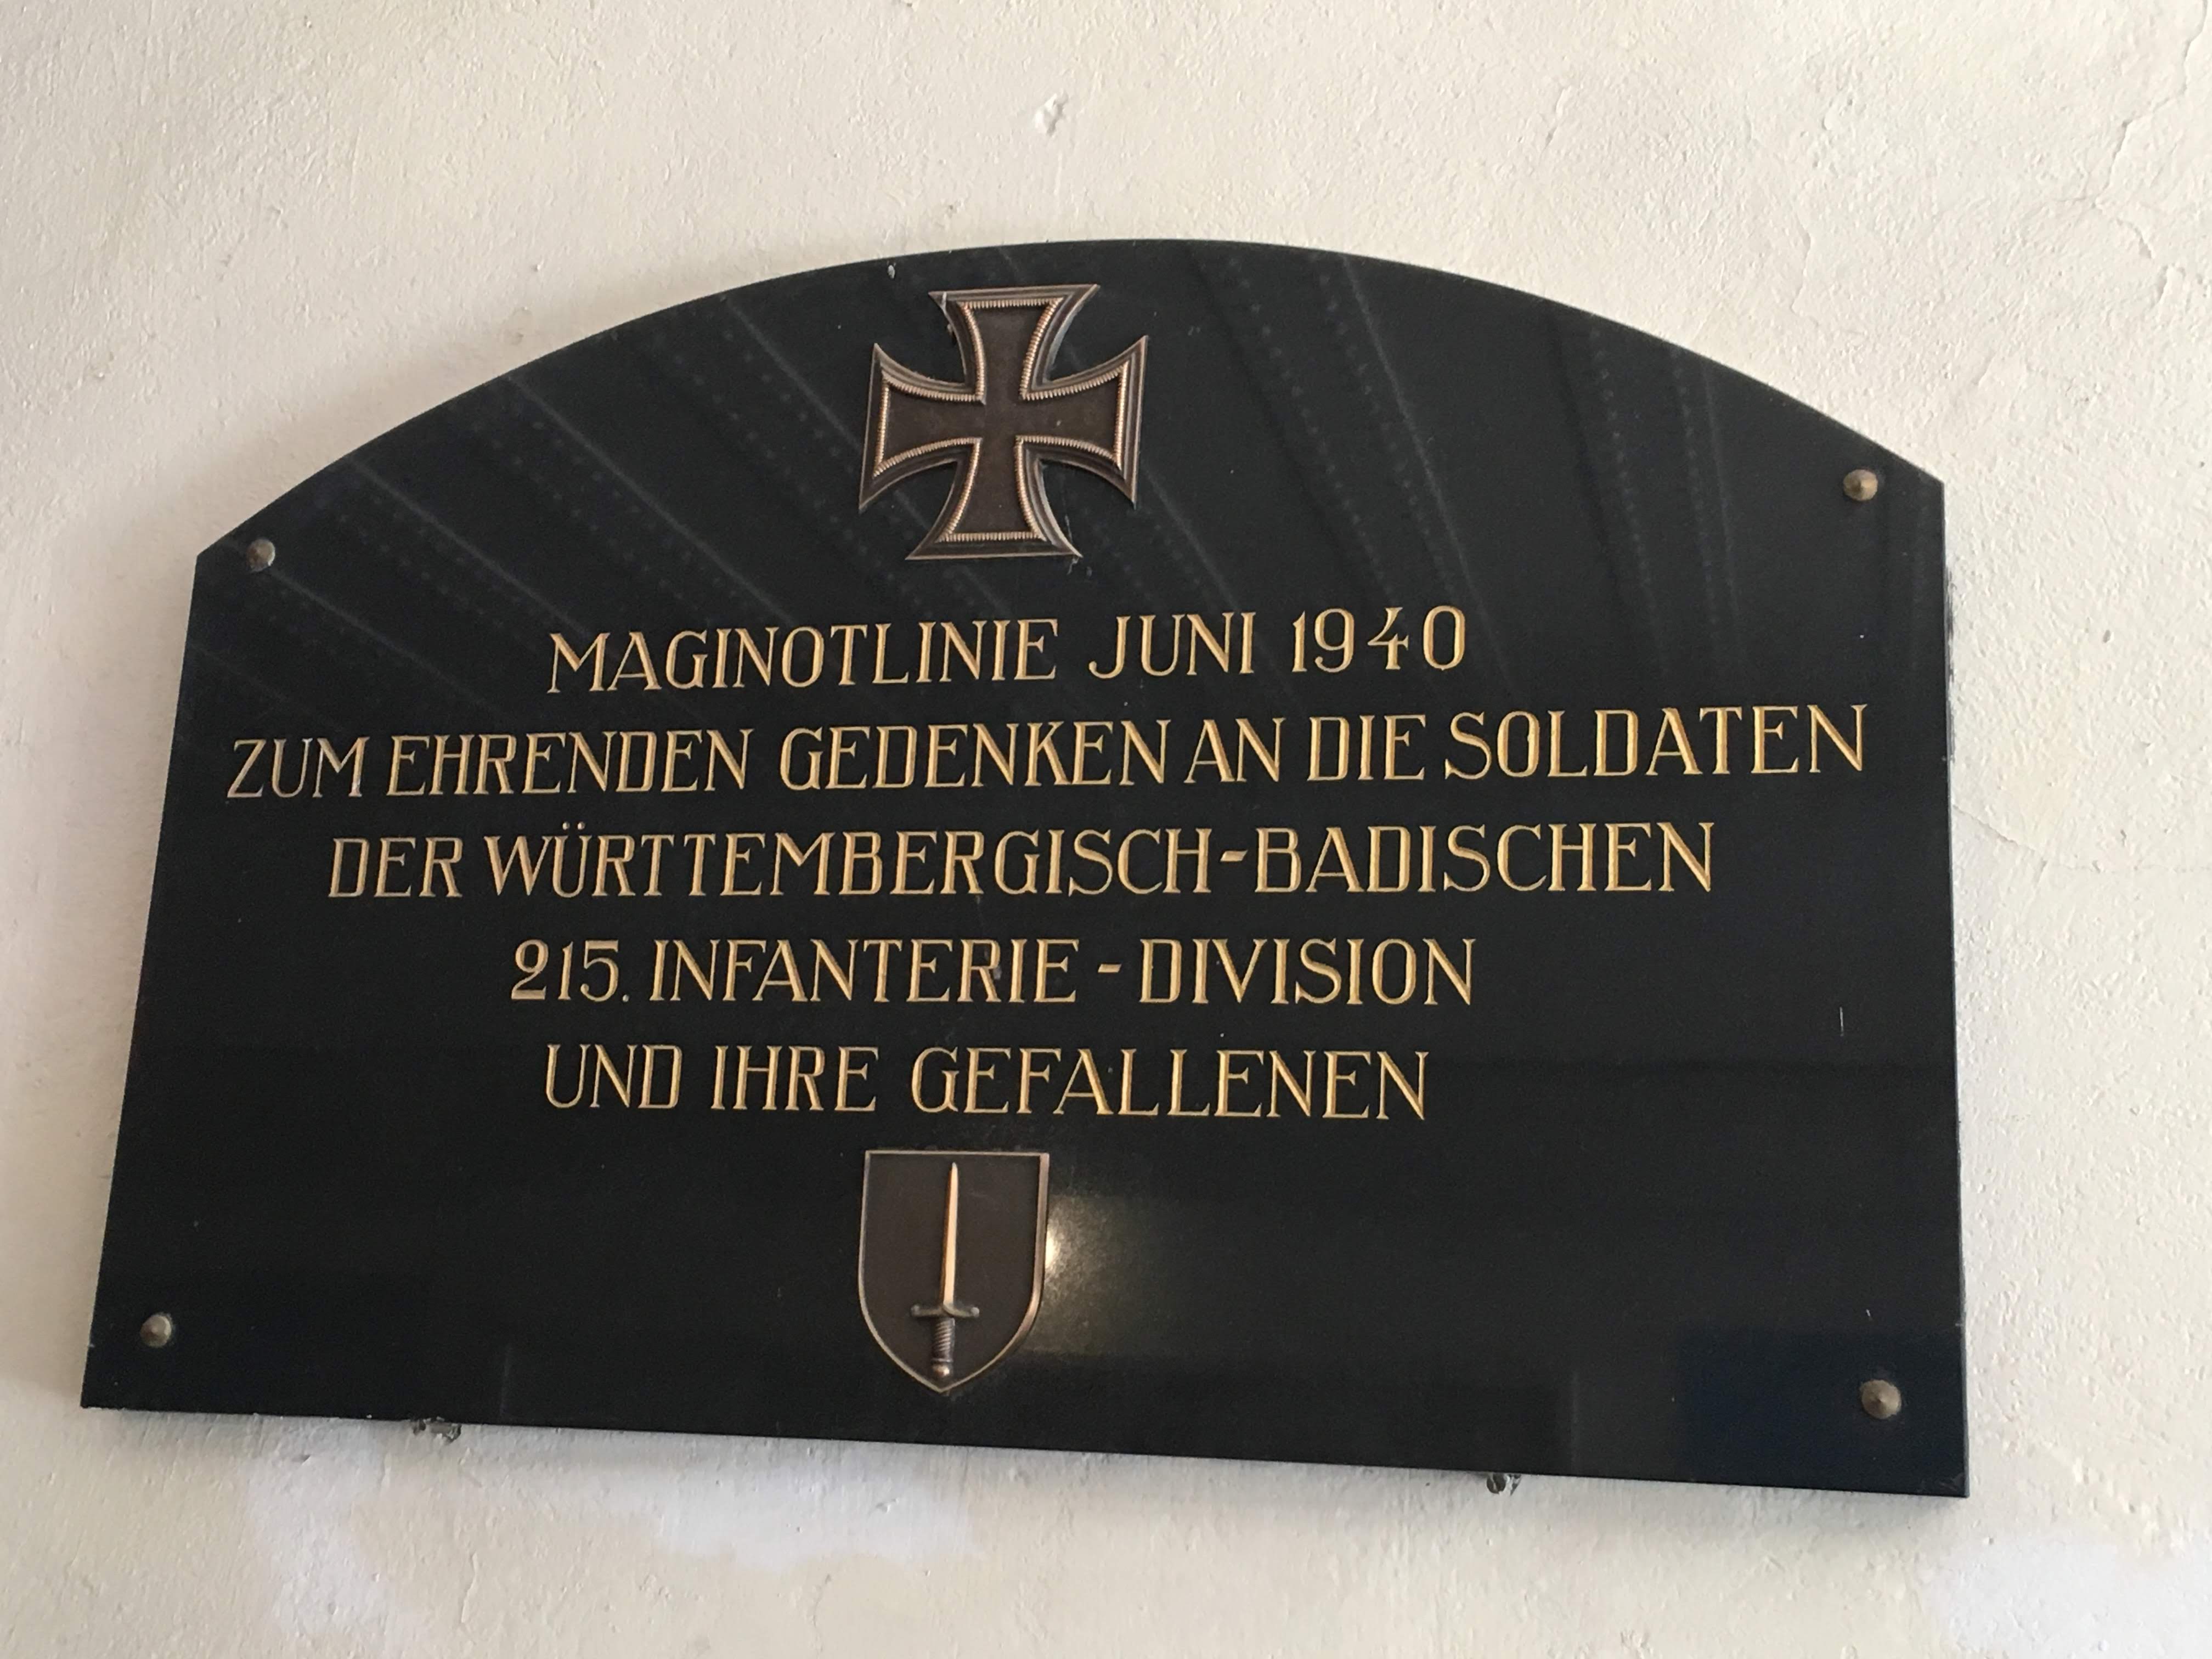 MAGINOTLINIE JUNI 1940
ZUM EHRENDEN GEDENKEN AN DIE SOLDATEN
DER WÜRTTEMBERGISCH-BADISCHEN
215. INFANTERIE - DIVISION
UND IHRE GEFALLENEN